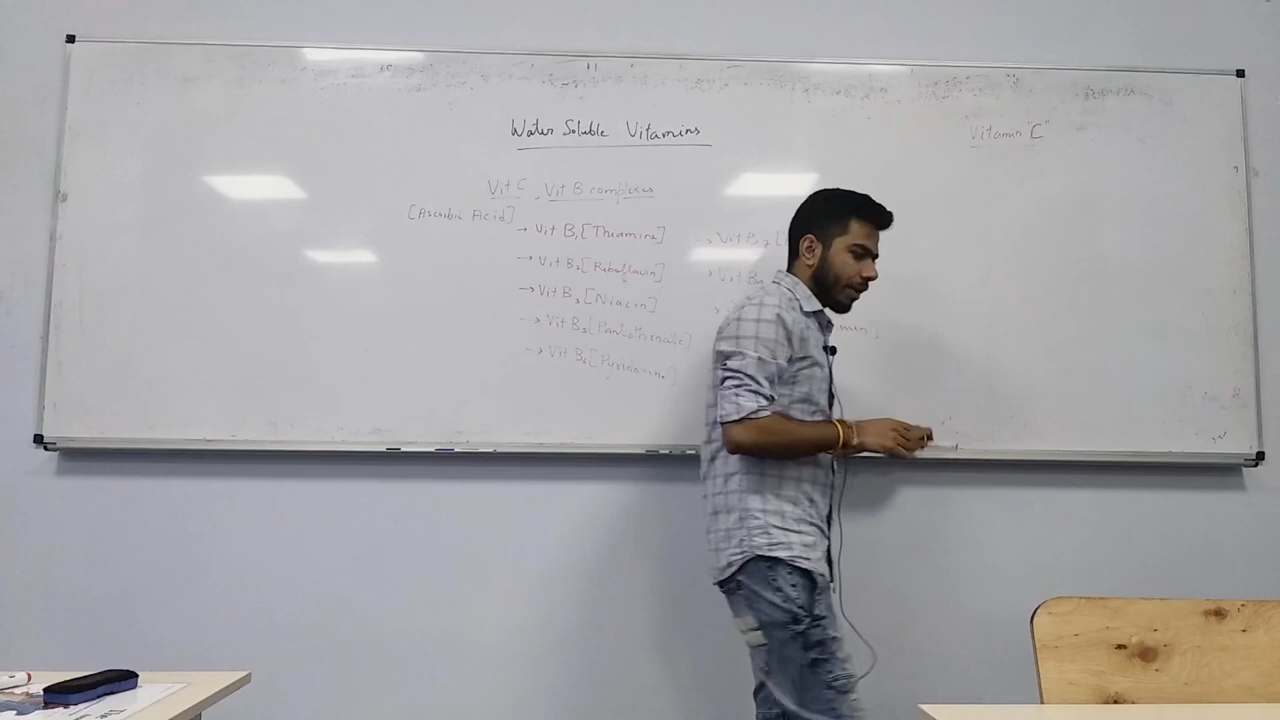 Water Soluble Vitamins
Vitamin "C"
Vit C , Vit B complexes
[Ascorbic Acid]
→ Vit B1 [Thiamine]
→ Vit B2 [Riboflavin]
→ Vit B3 [Niacin]
→ Vit B5 [Pantothenate]
→ Vit B6